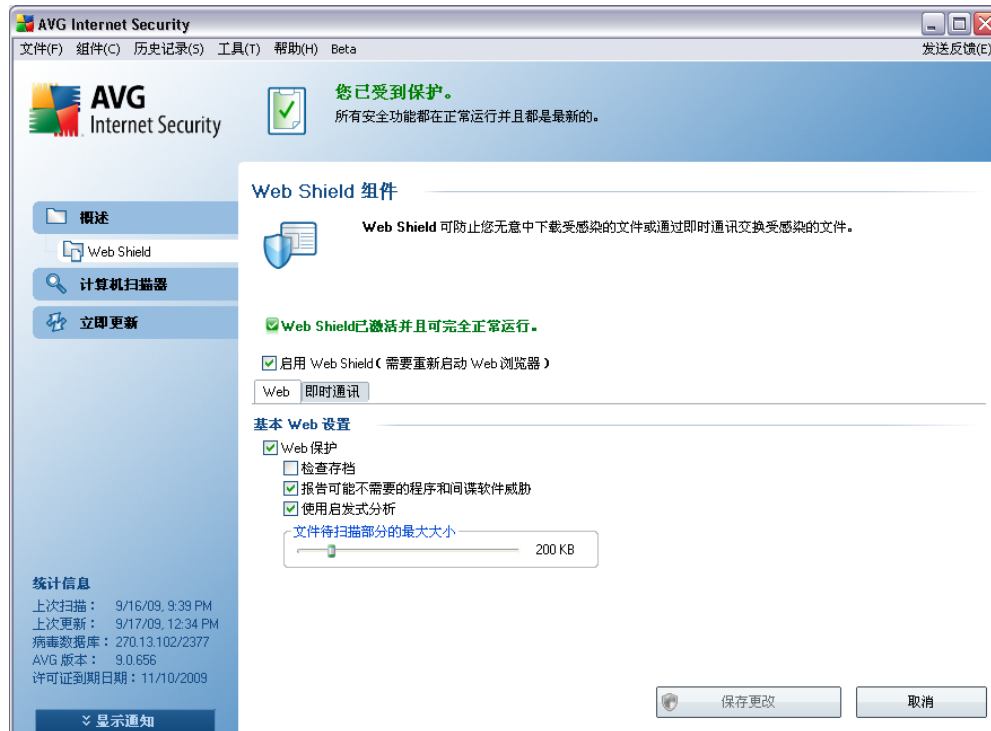 AVG Internet Security
文件(F) 组件(C) 历史记录(S) 工具(T) 帮助(H) Beta 发送反馈(E)
AVG
Internet Security
您已受到保护。
所有安全功能都在正常运行并且都是最新的。
概述
Web Shield
计算机扫描器
立即更新
Web Shield 组件
Web Shield 可防止您无意中下载受感染的文件或通过即时通讯交换受感染的文件。
Web Shield已激活并且可完全正常运行。
启用 Web Shield( 需要重新启动 Web 浏览器 )
Web 即时通讯
基本 Web 设置
Web 保护
检查存档
报告可能不需要的程序和间谍软件威胁
使用启发式分析
文件待扫描部分的最大大小
200 KB
统计信息
上次扫描： 9/16/09, 9:39 PM
上次更新： 9/17/09, 12:34 PM
病毒数据库：270.13.102/2377
AVG 版本： 9.0.656
许可证到期日期：11/10/2009
显示通知
保存更改 取消